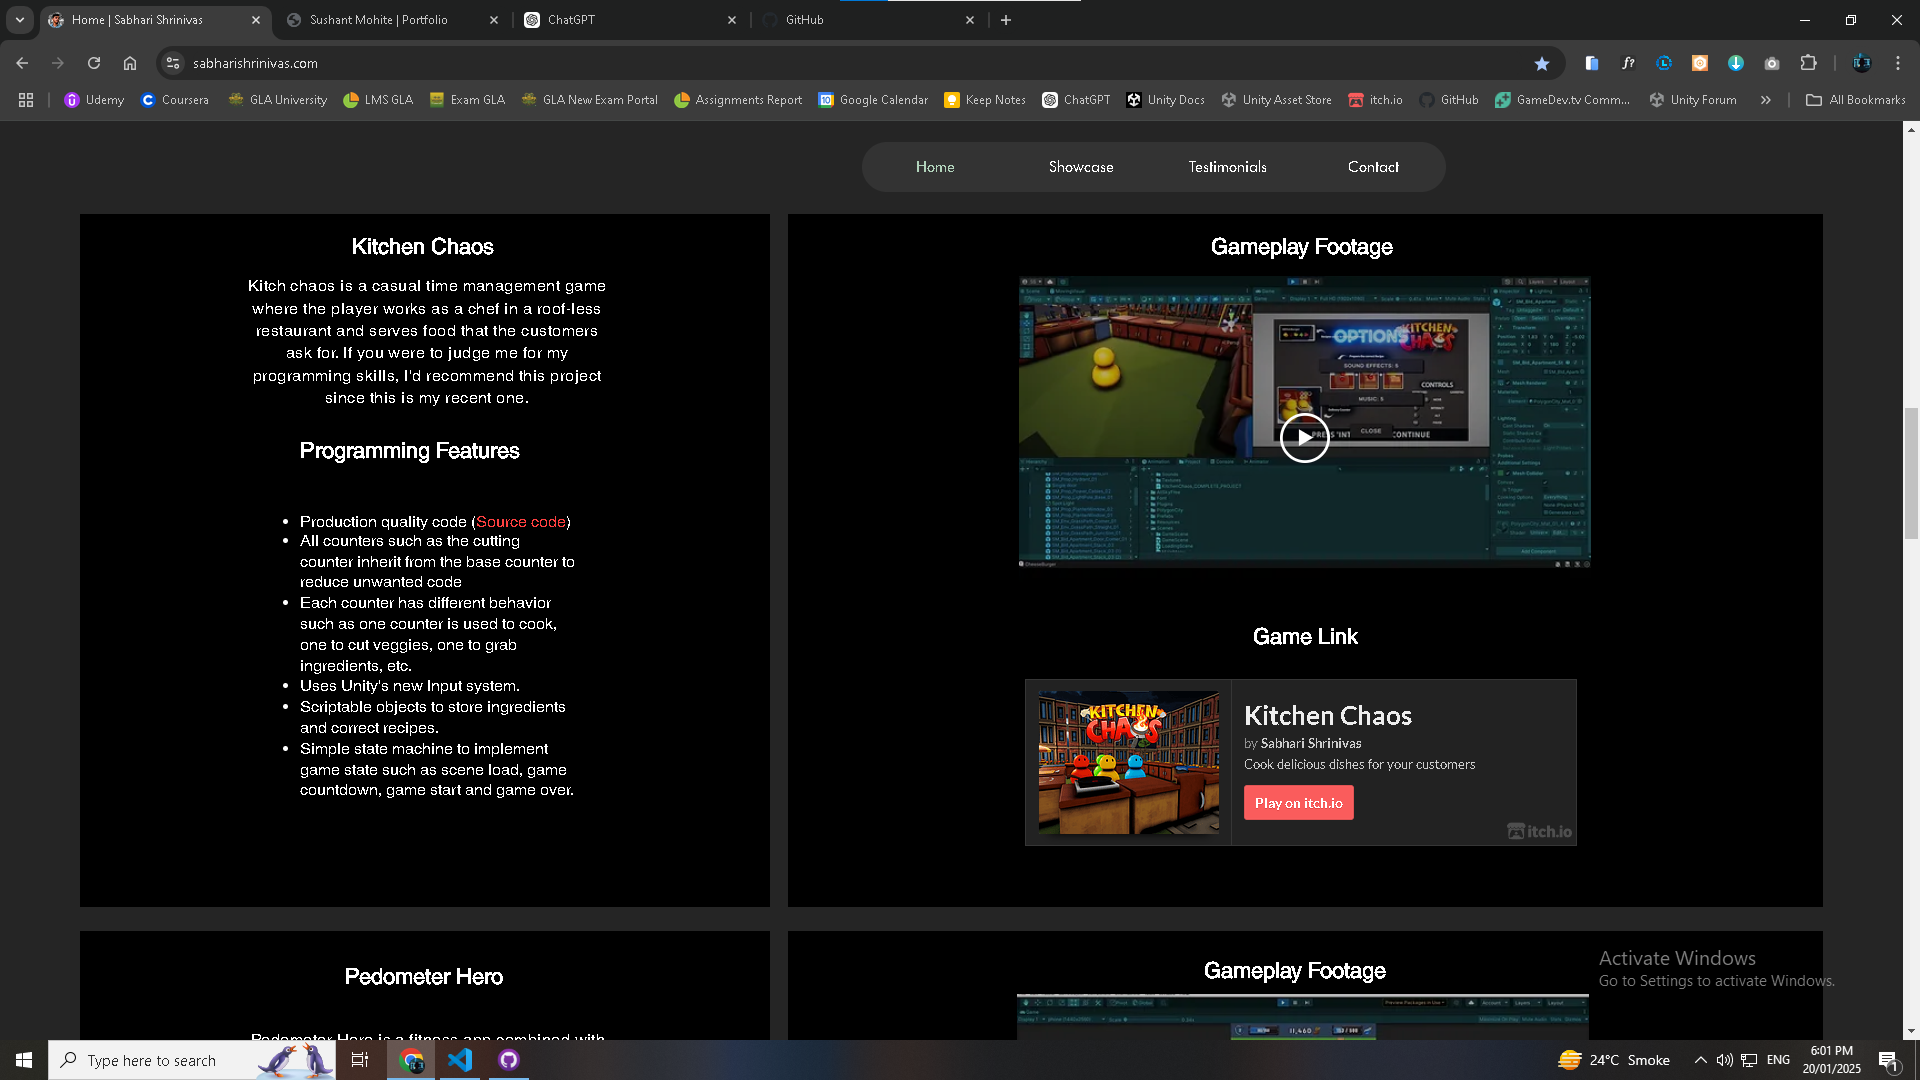 Home | Sabhari Shrinivas
Sushant Mohite | Portfolio
ChatGPT
GitHub
sabharishrinivas.com
Udemy
Coursera
GLA University
LMS GLA
Exam GLA
GLA New Exam Portal
Assignments Report
Google Calendar
Keep Notes
ChatGPT
Unity Docs
Unity Asset Store
itch.io
GitHub
GameDev.tv Comm...
Unity Forum
All Bookmarks
Home
Showcase
Testimonials
Contact
Kitchen Chaos
Kitch chaos is a casual time management game
where the player works as a chef in a roof-less
restaurant and serves food that the customers
ask for. If you were to judge me for my
programming skills, I'd recommend this project
since this is my recent one.
Programming Features
• Production quality code (Source code)
• All counters such as the cutting
counter inherit from the base counter to
reduce unwanted code
• Each counter has different behavior
such as one counter is used to cook,
one to cut veggies, one to grab
ingredients, etc.
• Uses Unity's new Input system.
• Scriptable objects to store ingredients
and correct recipes.
• Simple state machine to implement
game state such as scene load, game
countdown, game start and game over.
Gameplay Footage
OPTIONS
KITCHEN
CHAOS
SOUND EFFECTS: 5
CONTROLS
MUSIC: 5
CLOSE
CONTINUE
Game Link
KITCHEN
CHAOS
Kitchen Chaos
by Sabhari Shrinivas
Cook delicious dishes for your customers
Play on itch.io
itch.io
Pedometer Hero
Pedometer Hero is a fitness app combined with
Gameplay Footage
11,460
Activate Windows
Go to Settings to activate Windows.
Type here to search
24°C Smoke
ENG
6:01 PM
20/01/2025
1